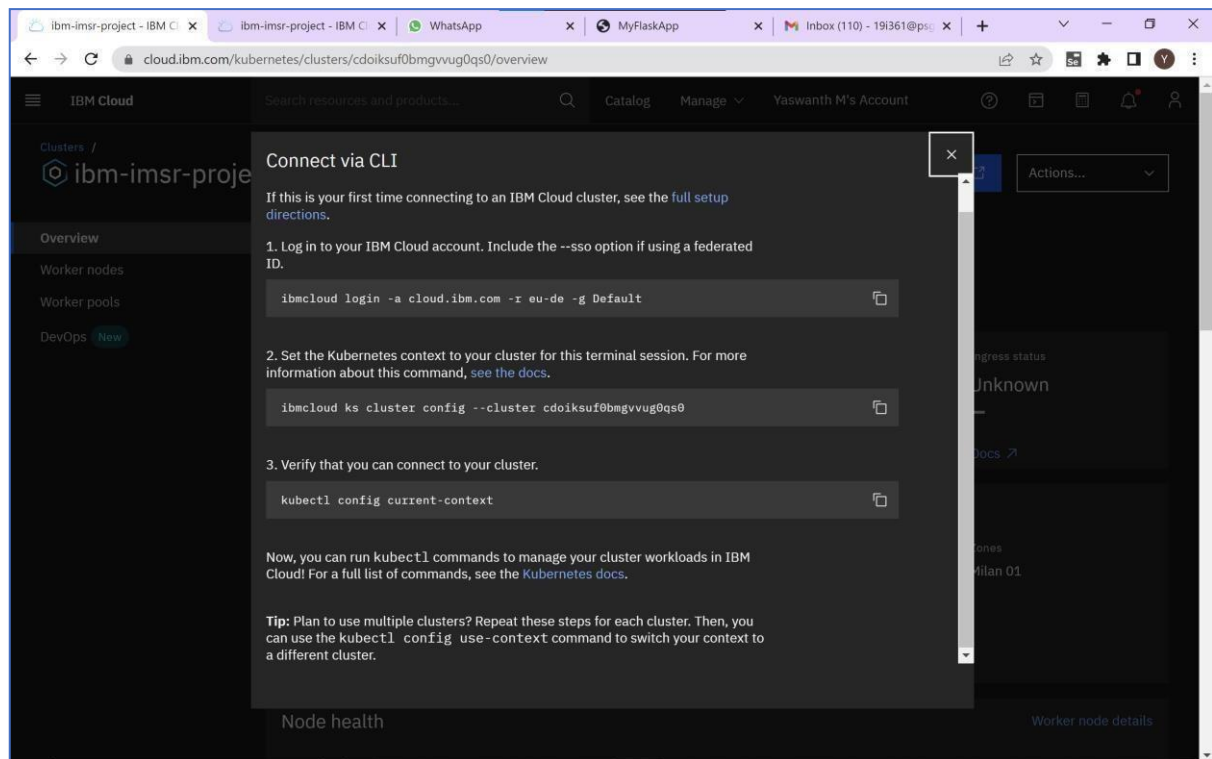 ibm-imsr-project - IBM Cl
ibm-imsr-project - IBM Cl
WhatsApp
MyFlaskApp
Inbox (110) - 19i361@psg
cloud.ibm.com/kubernetes/clusters/cdoiksuf0bmgvvug0qs0/overview
Se
Y
IBM Cloud
Search resources and products...
Catalog
Manage
Yaswanth M's Account
Clusters /
ibm-imsr-proje
Actions...
Overview
Worker nodes
Worker pools
DevOps New
Connect via CLI
If this is your first time connecting to an IBM Cloud cluster, see the full setup
directions.
1. Log in to your IBM Cloud account. Include the --sso option if using a federated
ID.
ibmcloud login -a cloud.ibm.com -r eu-de -g Default
2. Set the Kubernetes context to your cluster for this terminal session. For more
information about this command, see the docs.
ibmcloud ks cluster config --cluster cdoiksuf0bmgvvug0qs0
3. Verify that you can connect to your cluster.
kubectl config current-context
Now, you can run kubectl commands to manage your cluster workloads in IBM
Cloud! For a full list of commands, see the Kubernetes docs.
Tip: Plan to use multiple clusters? Repeat these steps for each cluster. Then, you
can use the kubectl config use-context command to switch your context to
a different cluster.
ngress status
Unknown
Docs
Zones
Milan 01
Node health
Worker node details